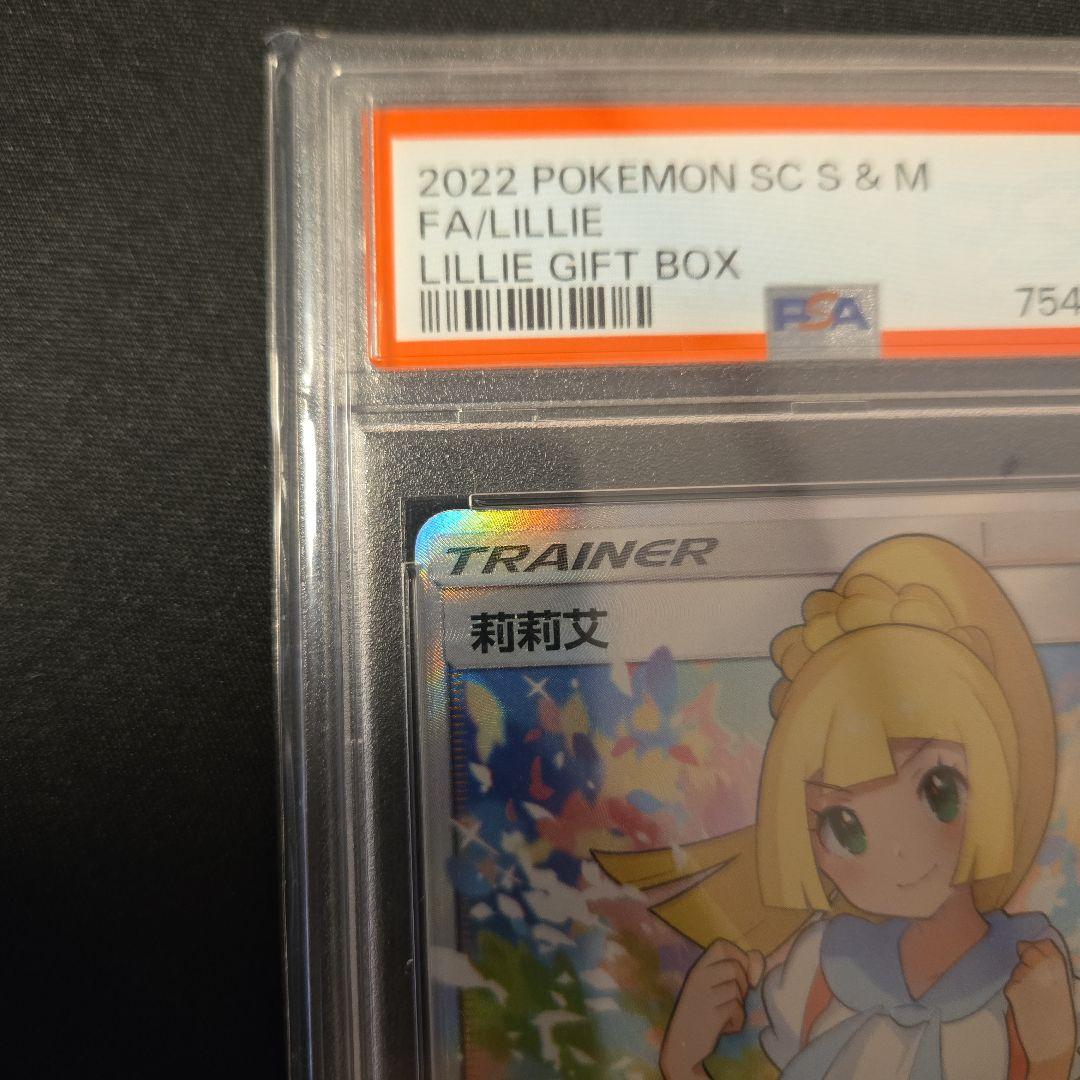 2022 POKEMON SC S & M
FA/LILLIE
LILLIE GIFT BOX
PSA
754
TRAINER
莉莉艾